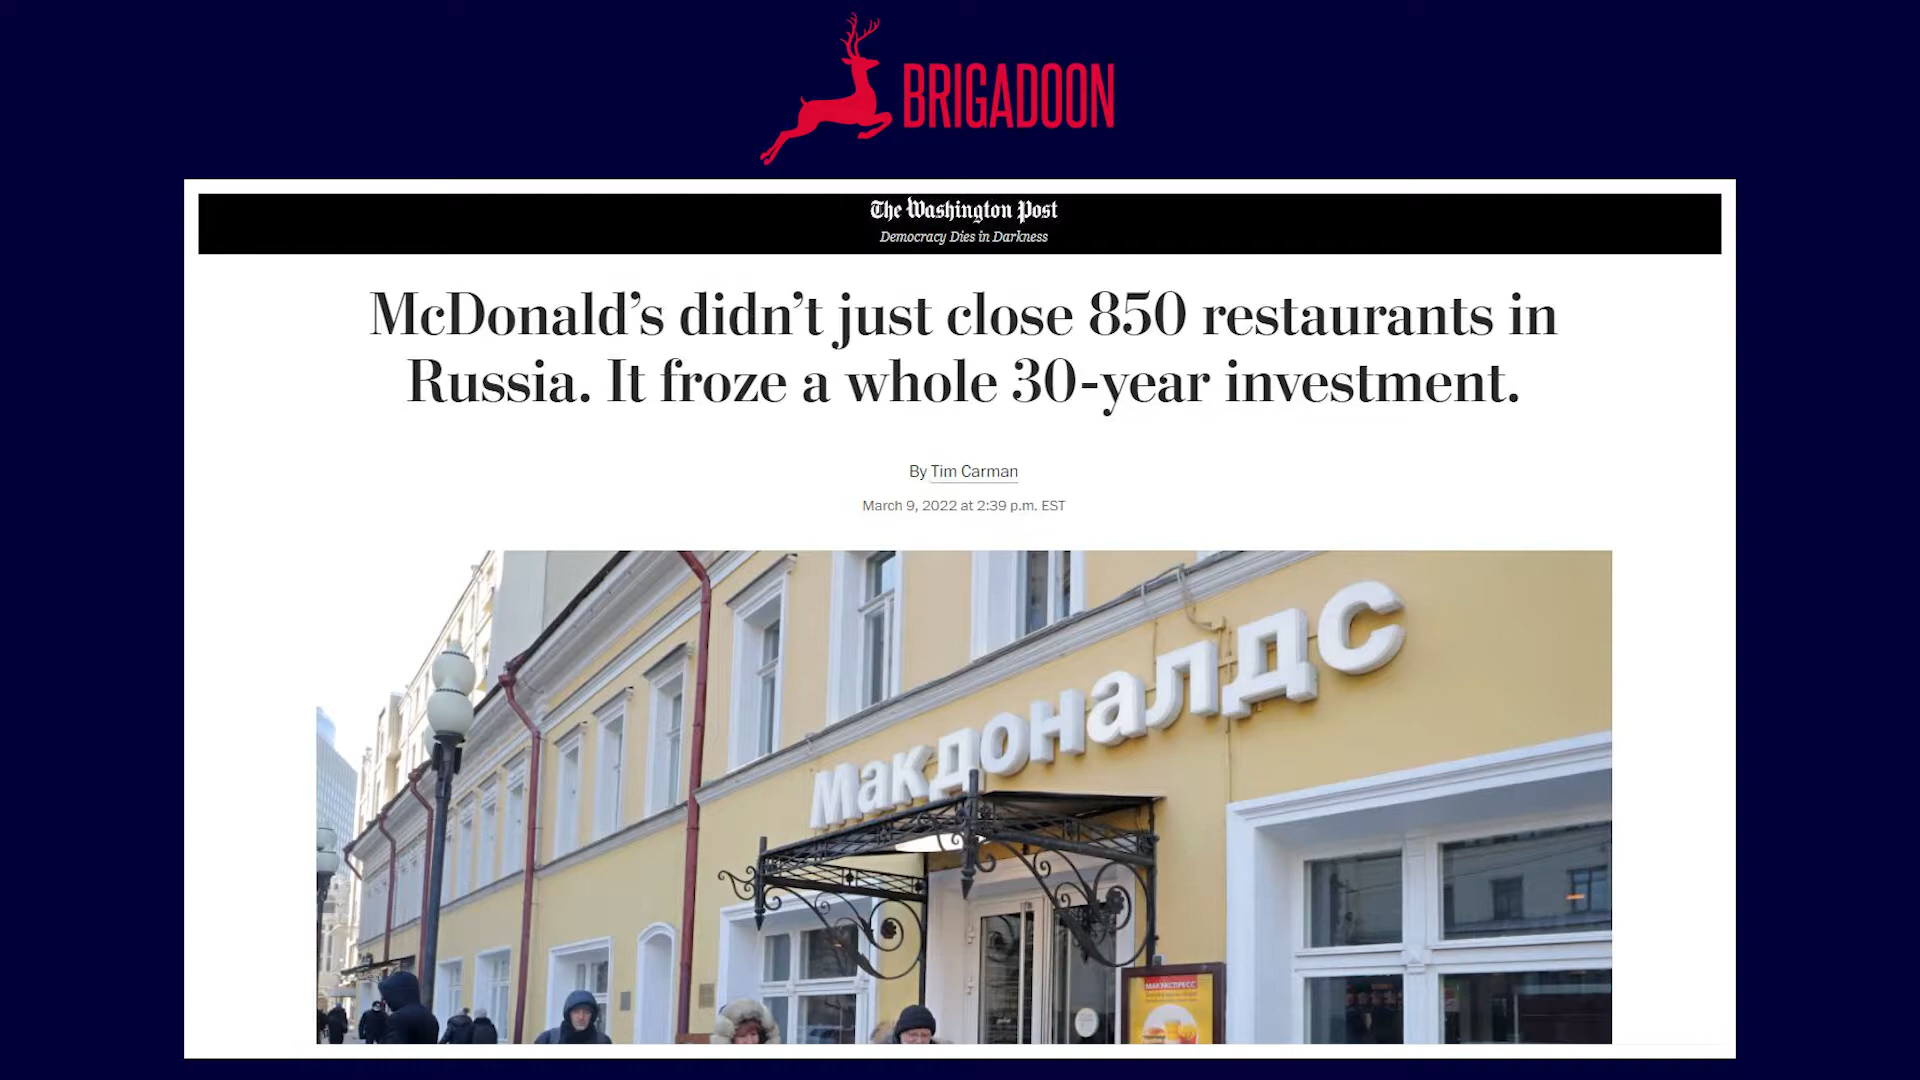 BRIGADOON
The Washington Post
Democracy Dies in Darkness
McDonald’s didn’t just close 850 restaurants in
Russia. It froze a whole 30-year investment.
By Tim Carman
March 9, 2022 at 2:39 p.m. EST
Макдоналдс
МАКЭКСПРЕСС